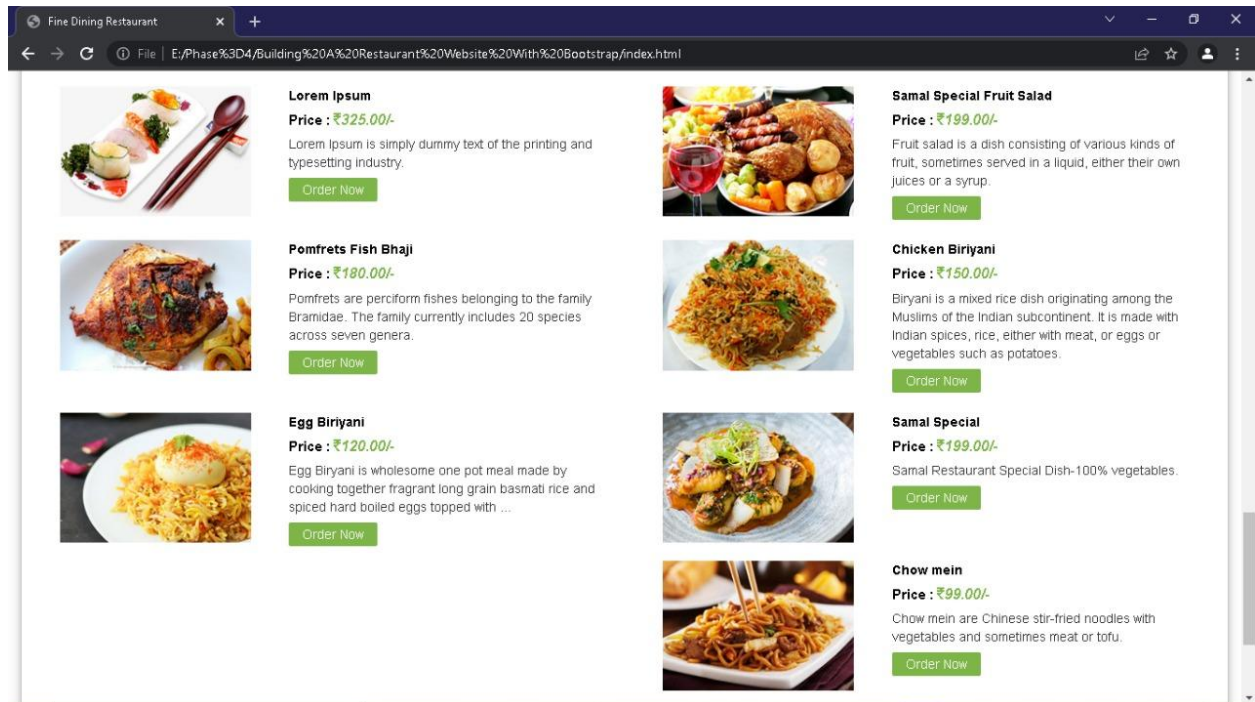 Fine Dining Restaurant
File | E:/Phase%3D4/Building%20A%20Restaurant%20Website%20With%20Bootstrap/index.html
Lorem Ipsum
Price : ₹325.00/-
Lorem Ipsum is simply dummy text of the printing and
typesetting industry.
Order Now
Samal Special Fruit Salad
Price : ₹199.00/-
Fruit salad is a dish consisting of various kinds of
fruit, sometimes served in a liquid, either their own
juices or a syrup.
Order Now
Pomfrets Fish Bhaji
Price : ₹180.00/-
Pomfrets are perciform fishes belonging to the family
Bramidae. The family currently includes 20 species
across seven genera.
Order Now
Chicken Biriyani
Price : ₹150.00/-
Biryani is a mixed rice dish originating among the
Muslims of the Indian subcontinent. It is made with
Indian spices, rice, either with meat, or eggs or
vegetables such as potatoes.
Order Now
Egg Biriyani
Price : ₹120.00/-
Egg Biryani is wholesome one pot meal made by
cooking together fragrant long grain basmati rice and
spiced hard boiled eggs topped with ...
Order Now
Samal Special
Price : ₹199.00/-
Samal Restaurant Special Dish-100% vegetables.
Order Now
Chow mein
Price : ₹99.00/-
Chow mein are Chinese stir-fried noodles with
vegetables and sometimes meat or tofu.
Order Now